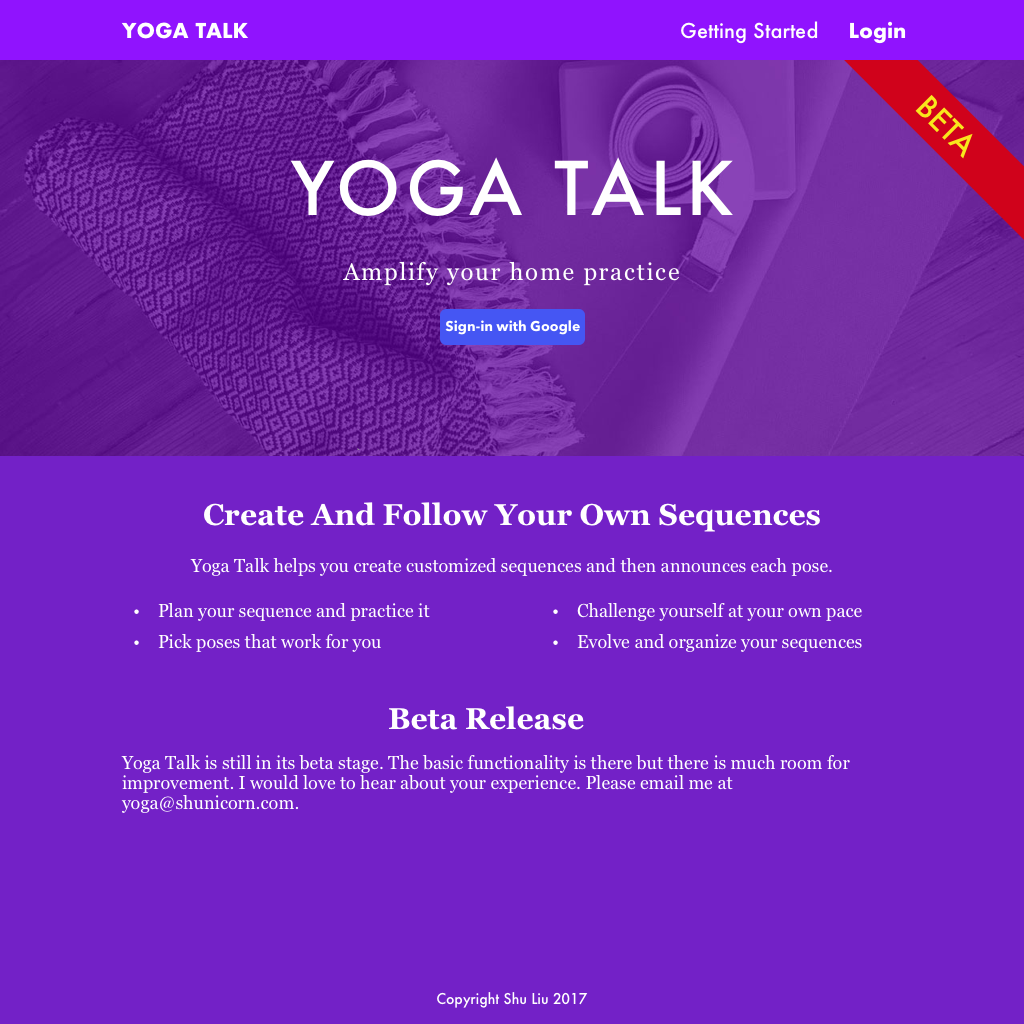 YOGA TALK
Getting Started
Login
BETA
YOGA TALK
Amplify your home practice
Sign-in with Google
Create And Follow Your Own Sequences
Yoga Talk helps you create customized sequences and then announces each pose.
• Plan your sequence and practice it
• Pick poses that work for you
• Challenge yourself at your own pace
• Evolve and organize your sequences
Beta Release
Yoga Talk is still in its beta stage. The basic functionality is there but there is much room for
improvement. I would love to hear about your experience. Please email me at
yoga@shunicorn.com.
Copyright Shu Liu 2017